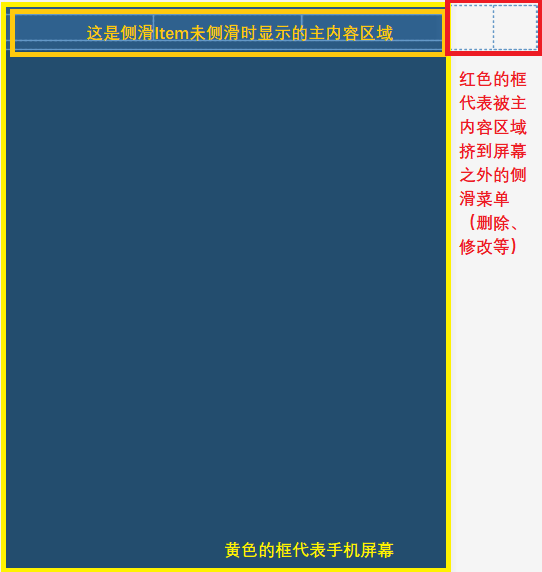 这是侧滑Item未侧滑时显示的主内容区域
红色的框
代表被主
内容区域
挤到屏幕
之外的侧
滑菜单
（删除、
修改等）
黄色的框代表手机屏幕